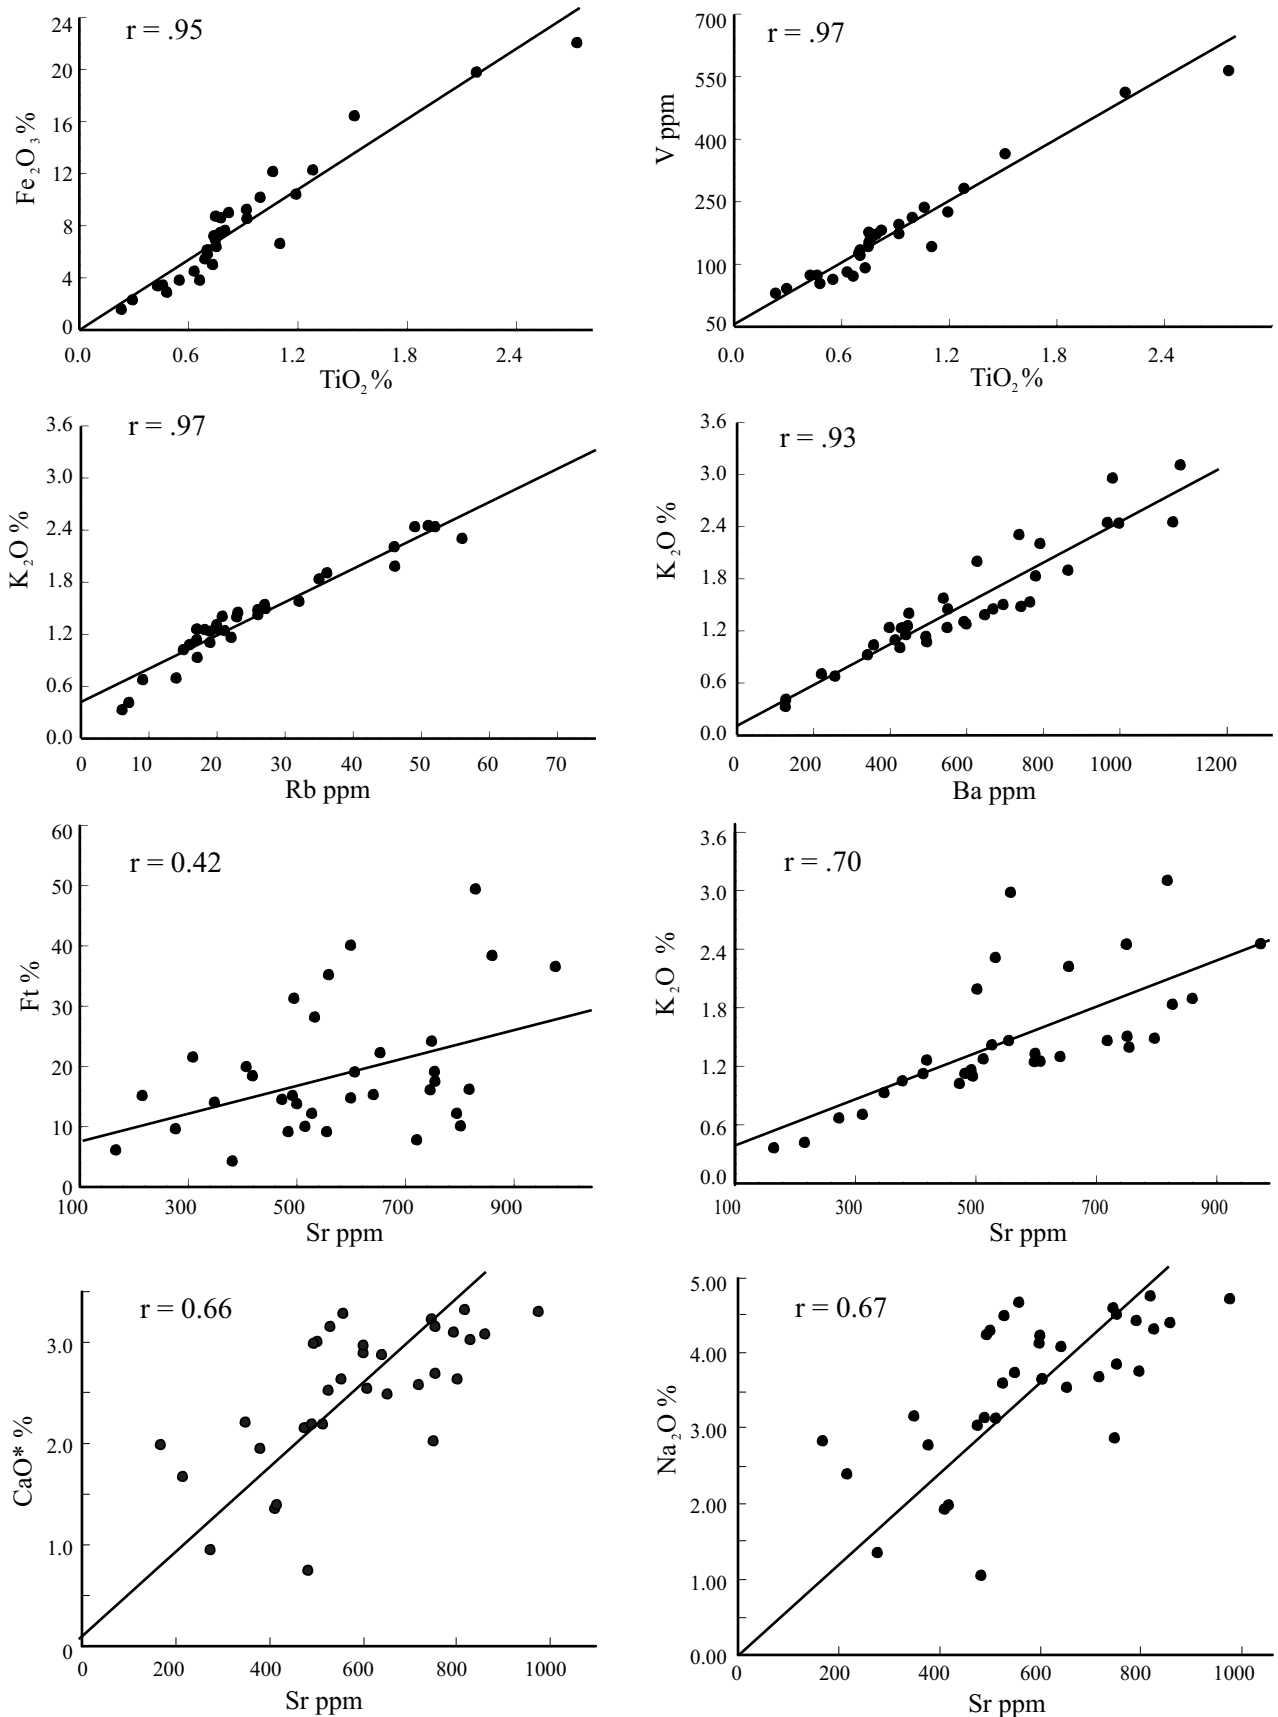 r = .95
24
20
16
12
8
4
0
Fe₂O₃%
0.0 0.6 1.2 1.8 2.4
TiO₂%
r = .97
700
550
400
250
100
50
V ppm
0.0 0.6 1.2 1.8 2.4
TiO₂%
r = .97
3.6
3.0
2.4
1.8
1.2
0.6
0.0
K₂O %
0 10 20 30 40 50 60 70
Rb ppm
r = .93
3.6
3.0
2.4
1.8
1.2
0.6
0.0
K₂O %
0 200 400 600 800 1000 1200
Ba ppm
r = 0.42
60
50
40
30
20
10
0
Ft %
100 300 500 700 900
Sr ppm
r = .70
3.6
3.0
2.4
1.8
1.2
0.6
0.0
K₂O %
100 300 500 700 900
Sr ppm
r = 0.66
3.0
2.0
1.0
0
CaO* %
0 200 400 600 800 1000
Sr ppm
r = 0.67
5.00
4.00
3.00
2.00
1.00
0.00
Na₂O %
0 200 400 600 800 1000
Sr ppm